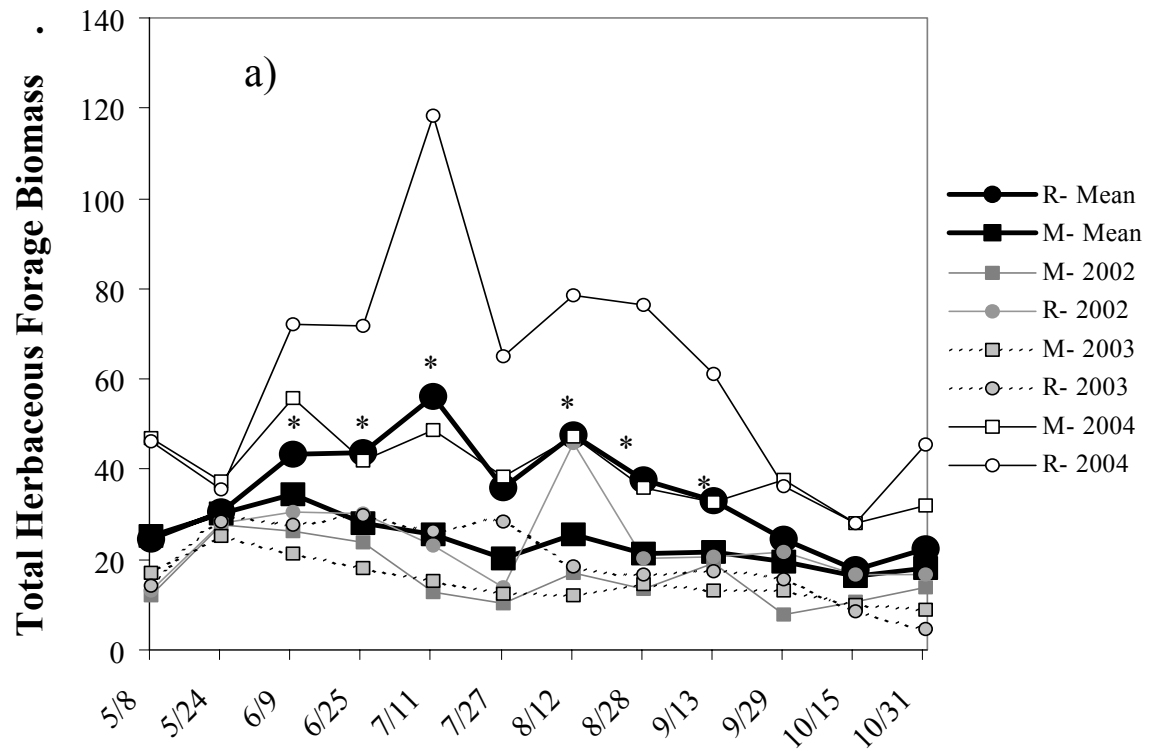 Total Herbaceous Forage Biomass .
140
120
100
80
60
40
20
0
a)
*
*
*
*
*
*
5/8
5/24
6/9
6/25
7/11
7/27
8/12
8/28
9/13
9/29
10/15
10/31
R- Mean
M- Mean
M- 2002
R- 2002
M- 2003
R- 2003
M- 2004
R- 2004